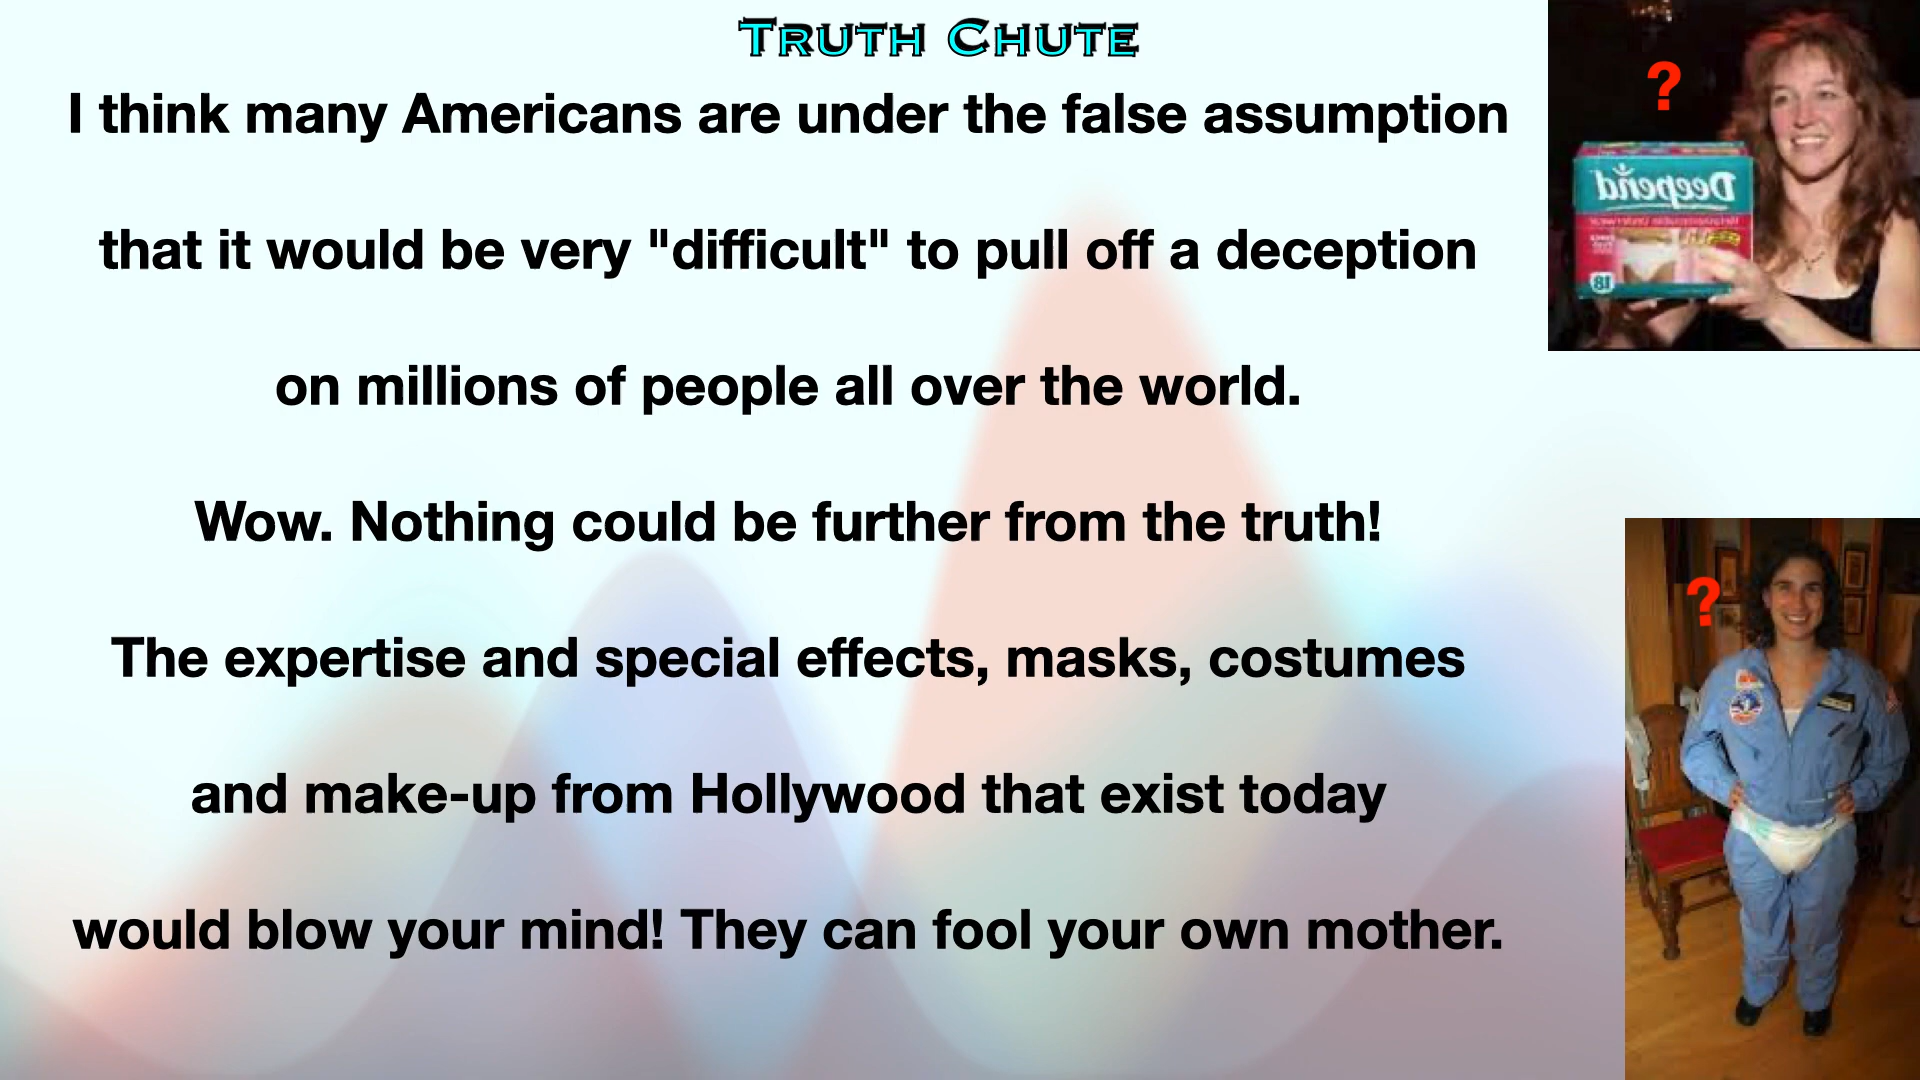 TRUTH CHUTE
I think many Americans are under the false assumption
that it would be very "difficult" to pull off a deception
on millions of people all over the world.
Wow. Nothing could be further from the truth!
The expertise and special effects, masks, costumes
and make-up from Hollywood that exist today
would blow your mind! They can fool your own mother.
?
Depend
18
?